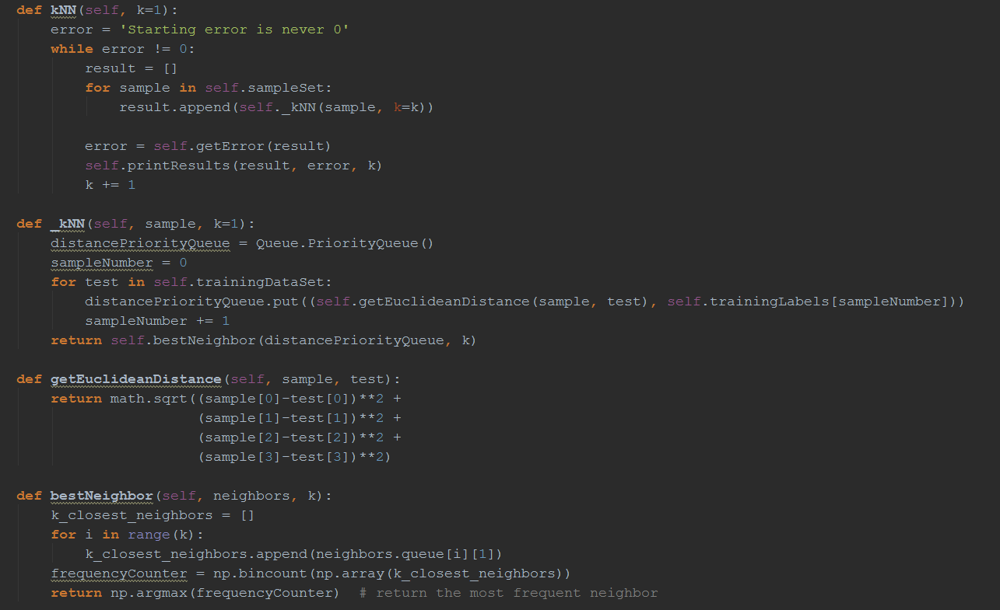 def kNN(self, k=1):
    error = 'Starting error is never 0'
    while error != 0:
        result = []
        for sample in self.sampleSet:
            result.append(self._kNN(sample, k=k))

        error = self.getError(result)
        self.printResults(result, error, k)
        k += 1

def _kNN(self, sample, k=1):
    distancePriorityQueue = Queue.PriorityQueue()
    sampleNumber = 0
    for test in self.trainingDataSet:
        distancePriorityQueue.put((self.getEuclideanDistance(sample, test), self.trainingLabels[sampleNumber]))
        sampleNumber += 1
    return self.bestNeighbor(distancePriorityQueue, k)

def getEuclideanDistance(self, sample, test):
    return math.sqrt((sample[0]-test[0])**2 +
                     (sample[1]-test[1])**2 +
                     (sample[2]-test[2])**2 +
                     (sample[3]-test[3])**2)

def bestNeighbor(self, neighbors, k):
    k_closest_neighbors = []
    for i in range(k):
        k_closest_neighbors.append(neighbors.queue[i][1])
    frequencyCounter = np.bincount(np.array(k_closest_neighbors))
    return np.argmax(frequencyCounter)  # return the most frequent neighbor